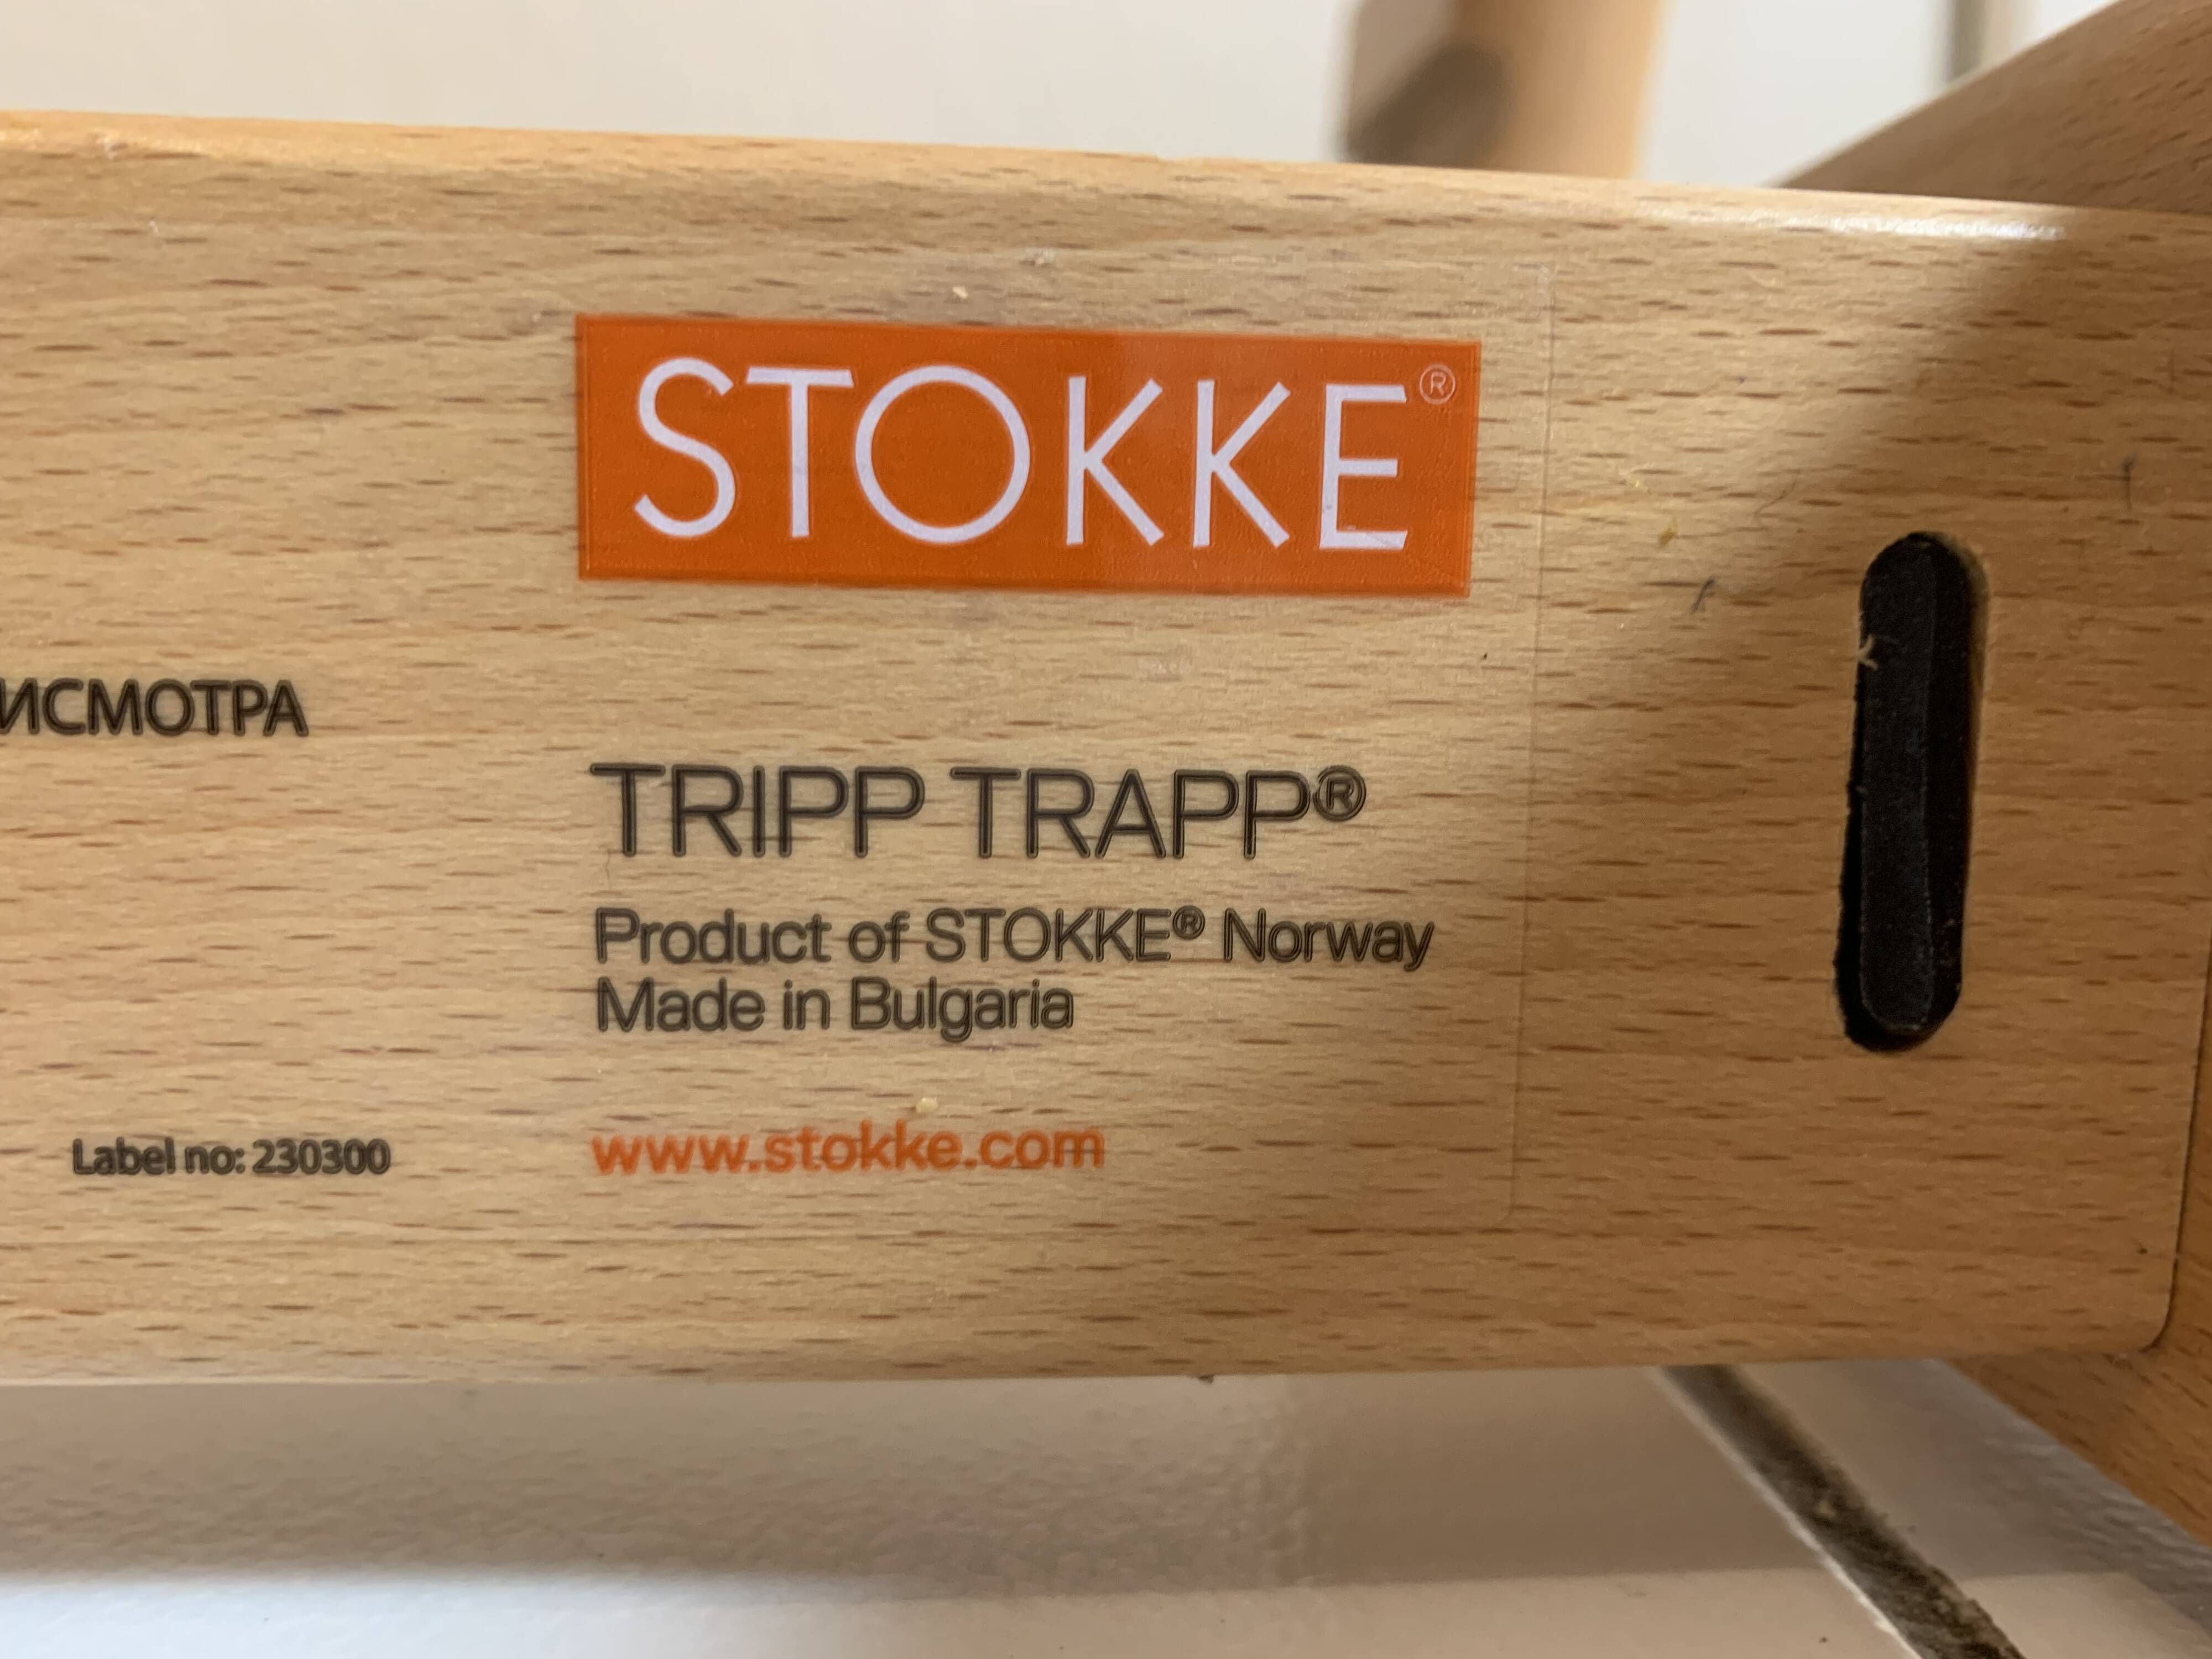 STOKKE®
ИСМОТРА
TRIPP TRAPP®
Product of STOKKE® Norway
Made in Bulgaria
Label no: 230300
www.stokke.com